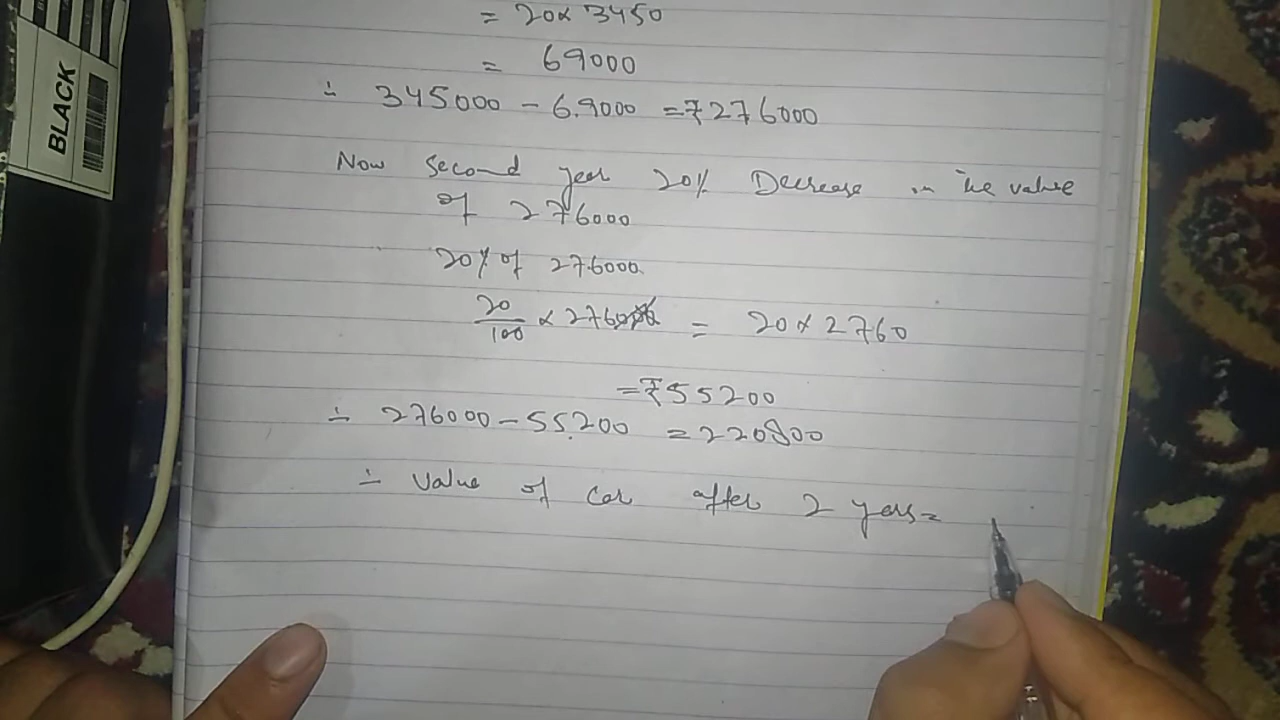 BLACK
= 20 × 3450
= 69000
∴ 345000 - 69000 = ₹276000
Now second year 20% Decrease in the value
of 276000
20% of 276000
20/100 × 276000 = 20 × 2760
= ₹55200
∴ 276000 - 55200 = 220800
∴ value of car after 2 yers =